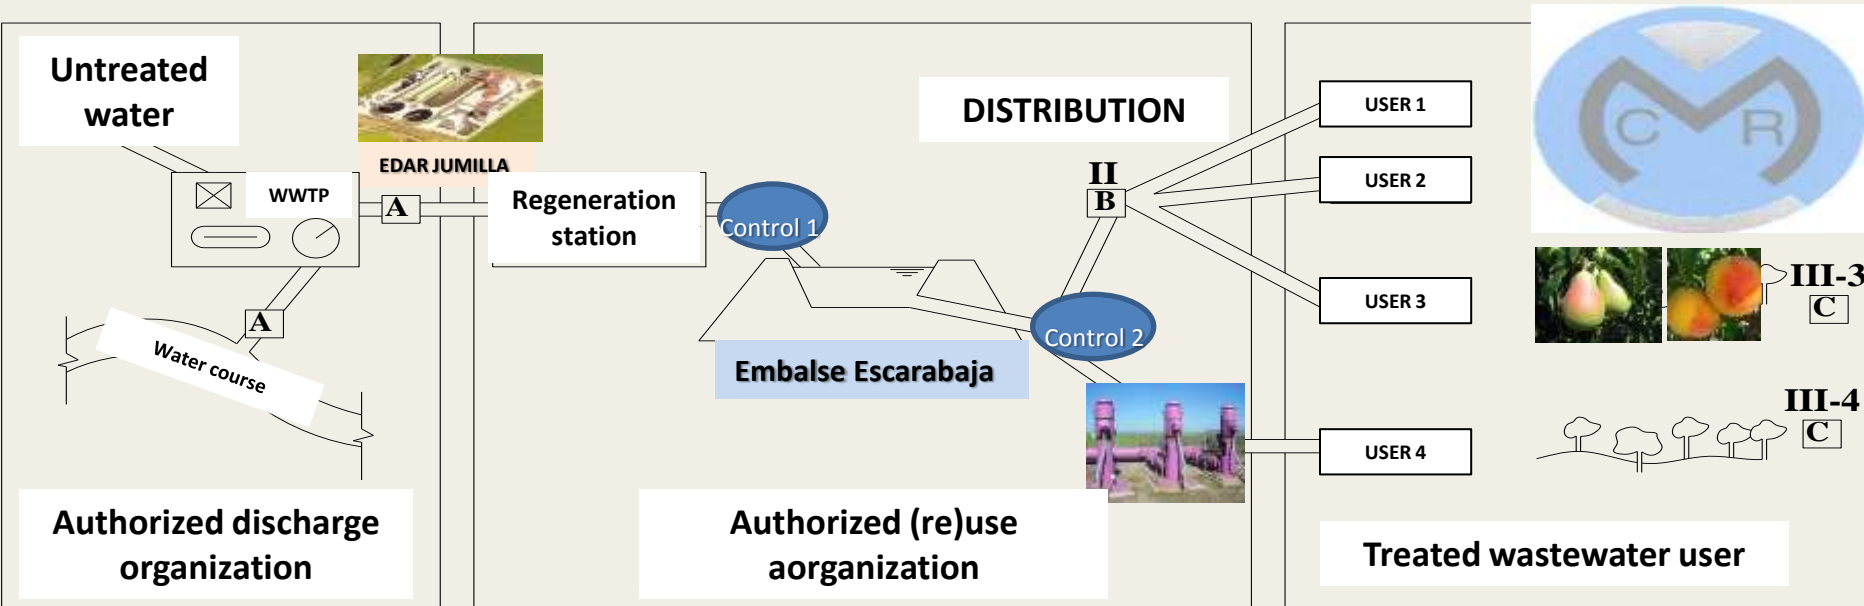 Untreated
water
EDAR JUMILLA
WWTP
A
A
Water course
Authorized discharge
organization
Regeneration
station
Control 1
DISTRIBUTION
II
B
Control 2
Embalse Escarabaja
Authorized (re)use
aorganization
USER 1
USER 2
USER 3
USER 4
C R
III-3
C
III-4
C
Treated wastewater user